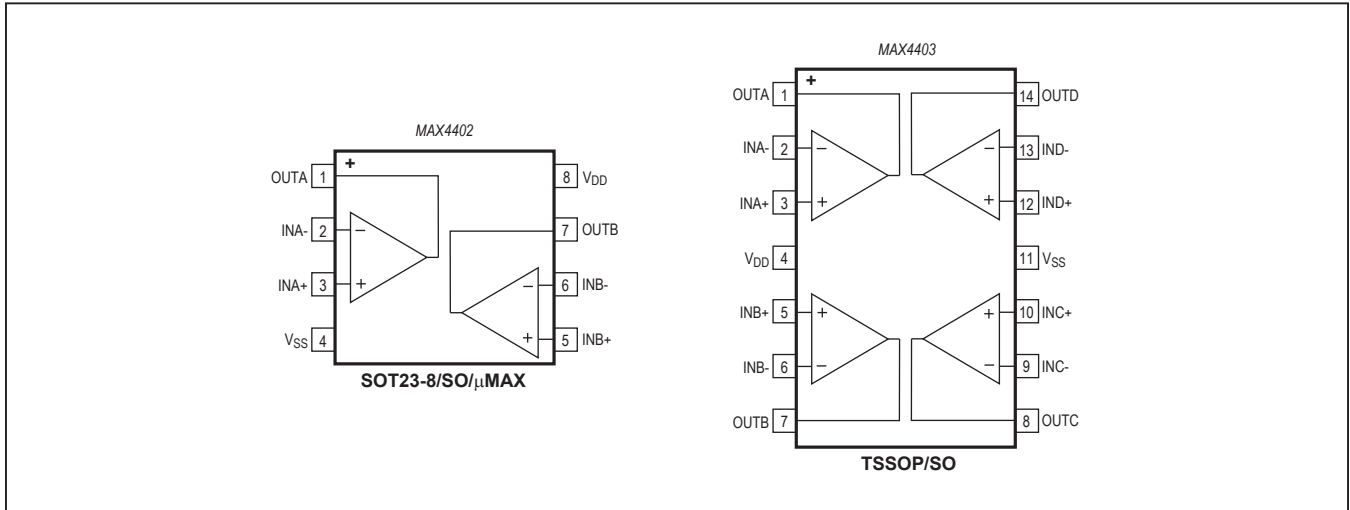 MAX4402
+
OUTA 1
8 VDD
INA- 2
−
7 OUTB
INA+ 3
+
−
6 INB-
VSS 4
+
5 INB+
SOT23-8/SO/μMAX
MAX4403
+
OUTA 1
14 OUTD
INA- 2
−
−
13 IND-
INA+ 3
+
+
12 IND+
VDD 4
11 VSS
INB+ 5
+
+
10 INC+
INB- 6
−
−
9 INC-
OUTB 7
8 OUTC
TSSOP/SO